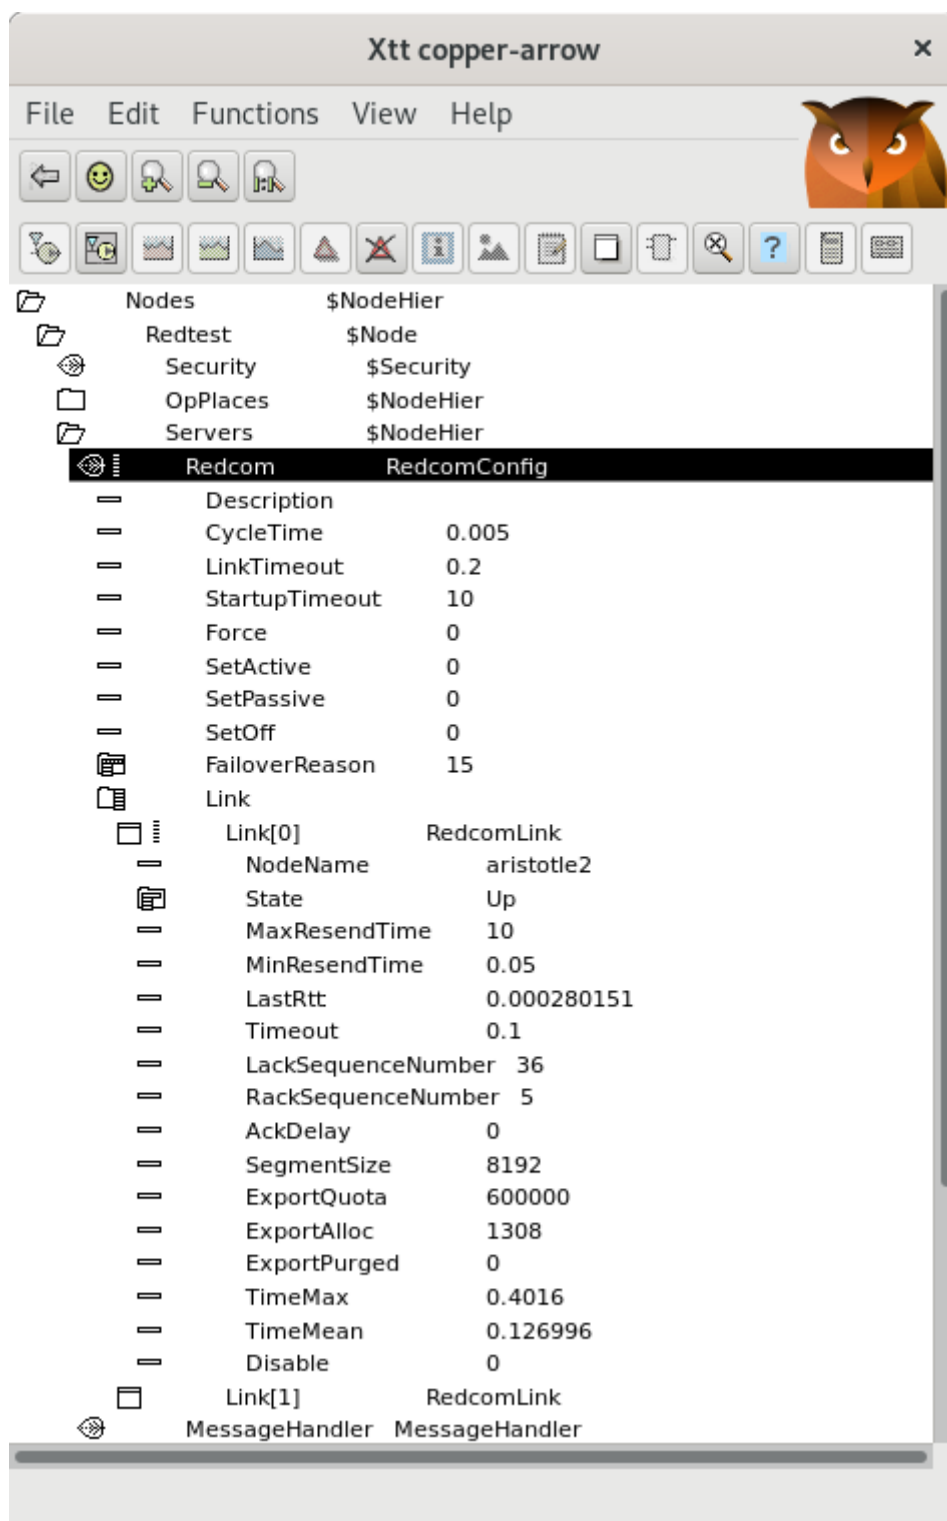 Xtt copper-arrow ×
File Edit Functions View Help
1:1
?
Nodes $NodeHier
Redtest $Node
Security $Security
OpPlaces $NodeHier
Servers $NodeHier
Redcom RedcomConfig
Description
CycleTime 0.005
LinkTimeout 0.2
StartupTimeout 10
Force 0
SetActive 0
SetPassive 0
SetOff 0
FailoverReason 15
Link
Link[0] RedcomLink
NodeName aristotle2
State Up
MaxResendTime 10
MinResendTime 0.05
LastRtt 0.000280151
Timeout 0.1
LackSequenceNumber 36
RackSequenceNumber 5
AckDelay 0
SegmentSize 8192
ExportQuota 600000
ExportAlloc 1308
ExportPurged 0
TimeMax 0.4016
TimeMean 0.126996
Disable 0
Link[1] RedcomLink
MessageHandler MessageHandler